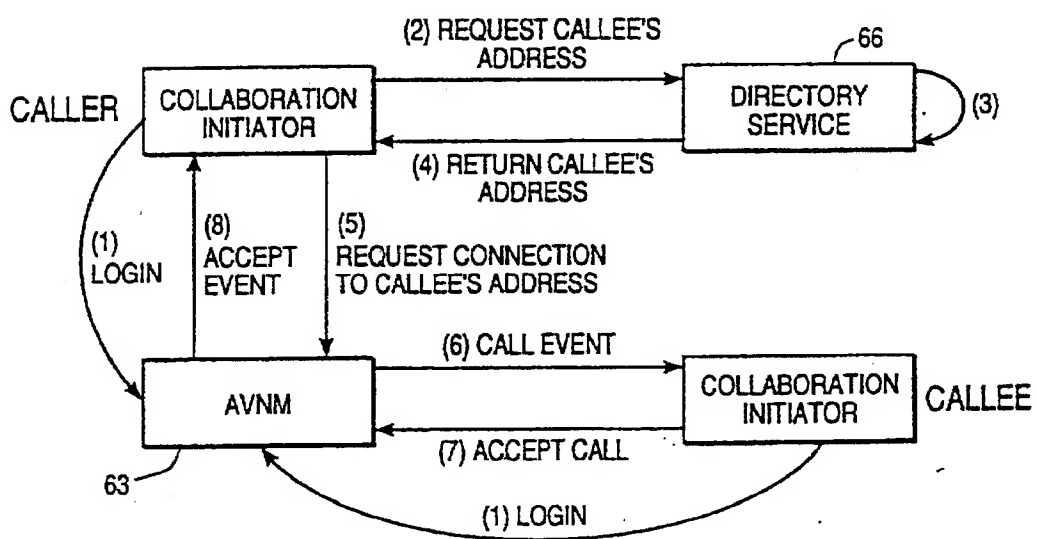 (2) REQUEST CALLEE'S
ADDRESS
66
CALLER
COLLABORATION
INITIATOR
DIRECTORY
SERVICE
(3)
(4) RETURN CALLEE'S
ADDRESS
(1)
LOGIN
(8)
ACCEPT
EVENT
(5)
REQUEST CONNECTION
TO CALLEE'S ADDRESS
(6) CALL EVENT
AVNM
COLLABORATION
INITIATOR
CALLEE
(7) ACCEPT CALL
63
(1) LOGIN